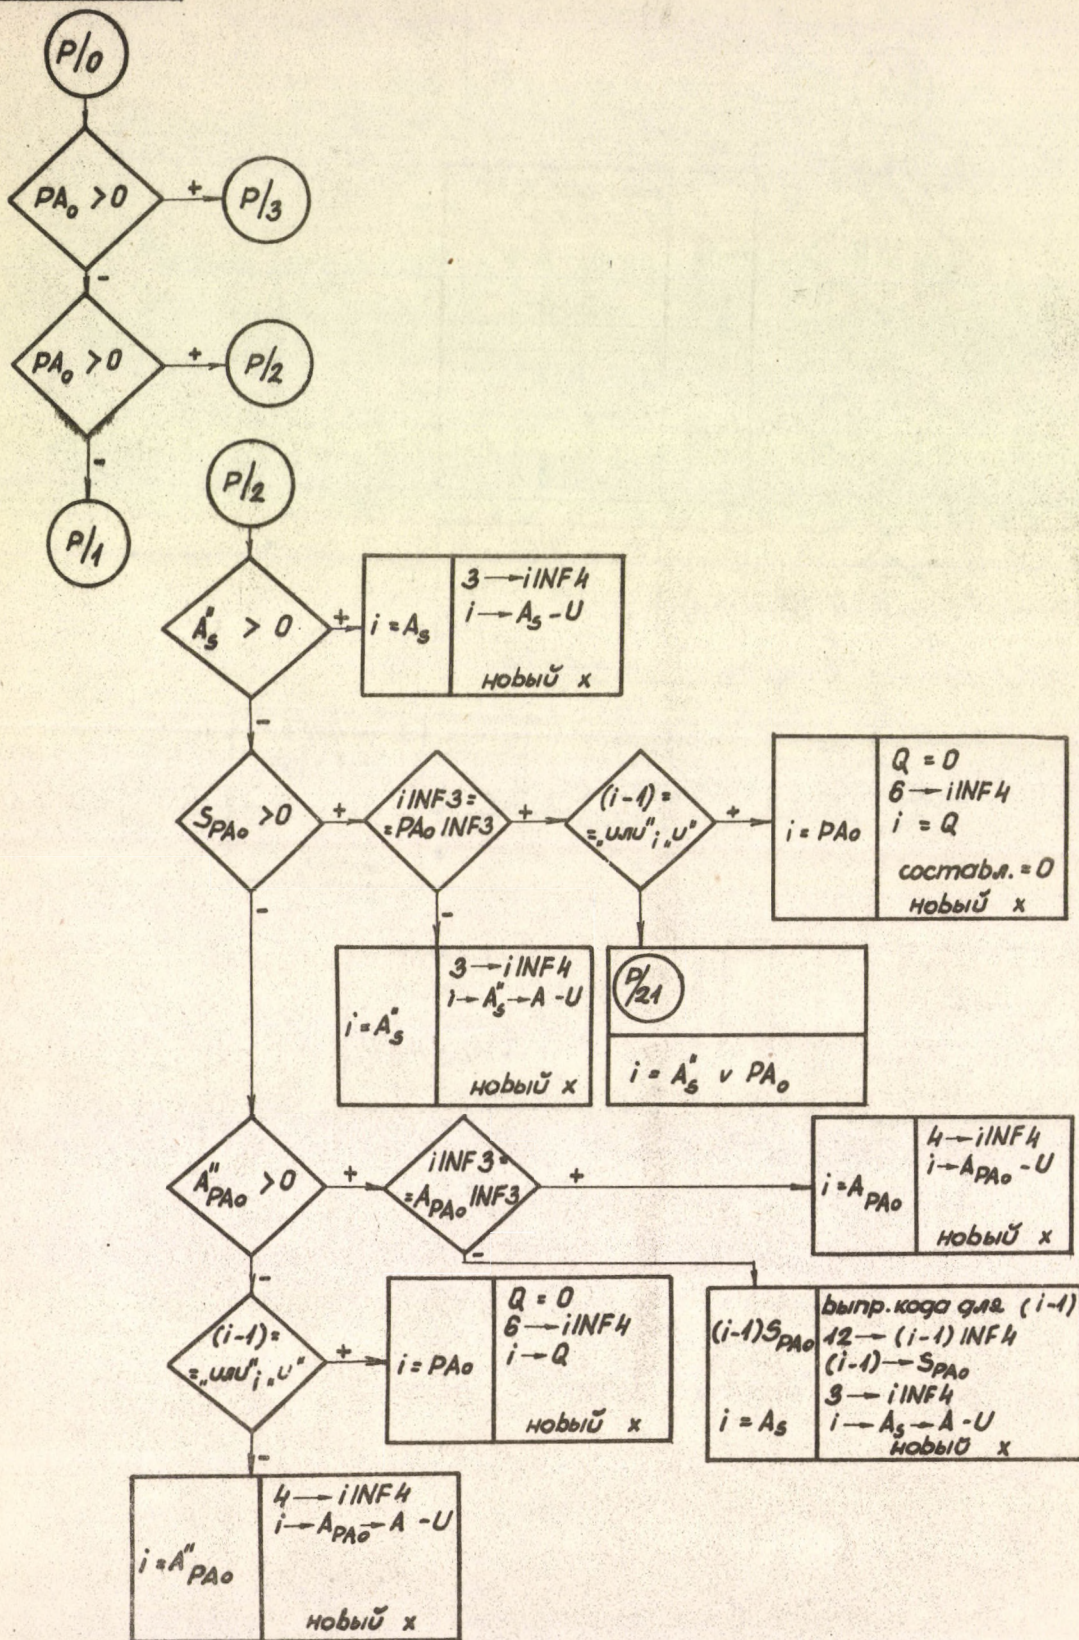 P/0
PA₀ > 0
+
P/3
-
PA₀ > 0
+
P/2
-
P/1
P/2
A"ₛ > 0
+
i = Aₛ
3 → iINF4
i → Aₛ - U
новый x
-
S_PA₀ > 0
+
iINF3 =
= PA₀ INF3
+
(i-1) =
= „или" i „и"
+
i = PA₀
Q = 0
6 → iINF4
i = Q
составл. = 0
новый x
-
-
i = A"ₛ
3 → iINF4
i → A"ₛ → A - U
новый x
P/21
i = A"ₛ v PA₀
A"_PA₀ > 0
+
iINF3 =
= A_PA₀ INF3
+
i = A_PA₀
4 → iINF4
i → A_PA₀ - U
новый x
-
-
(i-1) =
= „или" i „и"
+
i = PA₀
Q = 0
6 → iINF4
i → Q
новый x
(i-1) S_PA₀
i = Aₛ
выпр. кода для (i-1)
12 → (i-1) INF4
(i-1) → S_PA₀
3 → iINF4
i → Aₛ → A - U
новый x
-
i = A"_PA₀
4 → iINF4
i → A_PA₀ → A - U
новый x